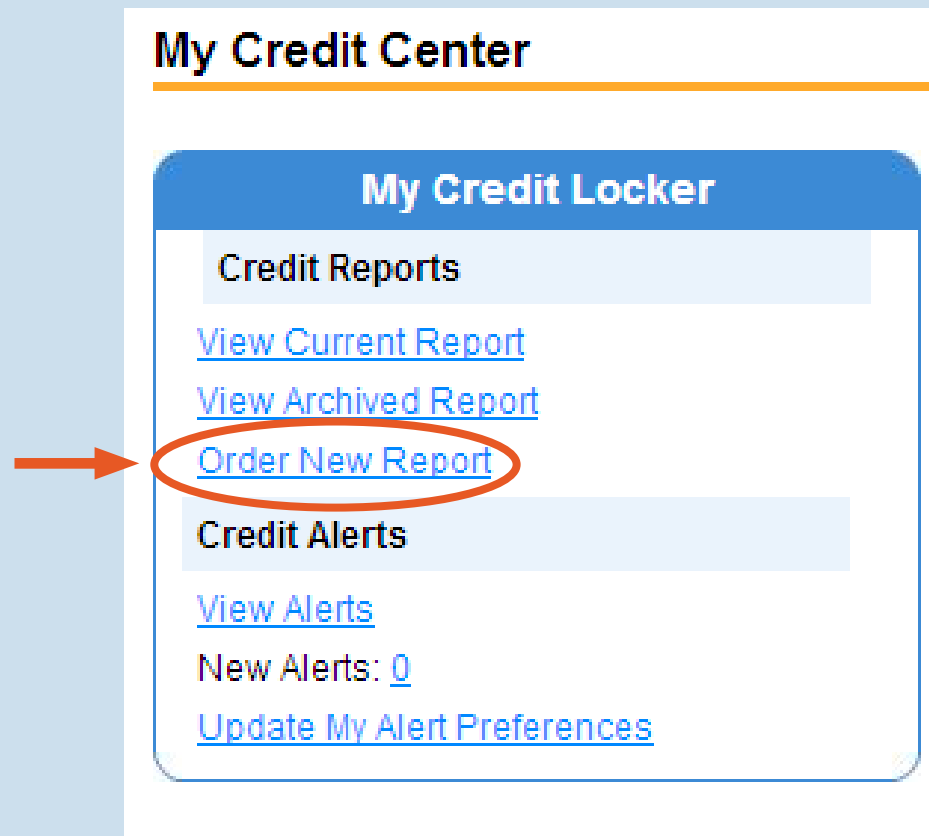 My Credit Center
My Credit Locker
Credit Reports
View Current Report
View Archived Report
Order New Report
Credit Alerts
View Alerts
New Alerts: 0
Update My Alert Preferences